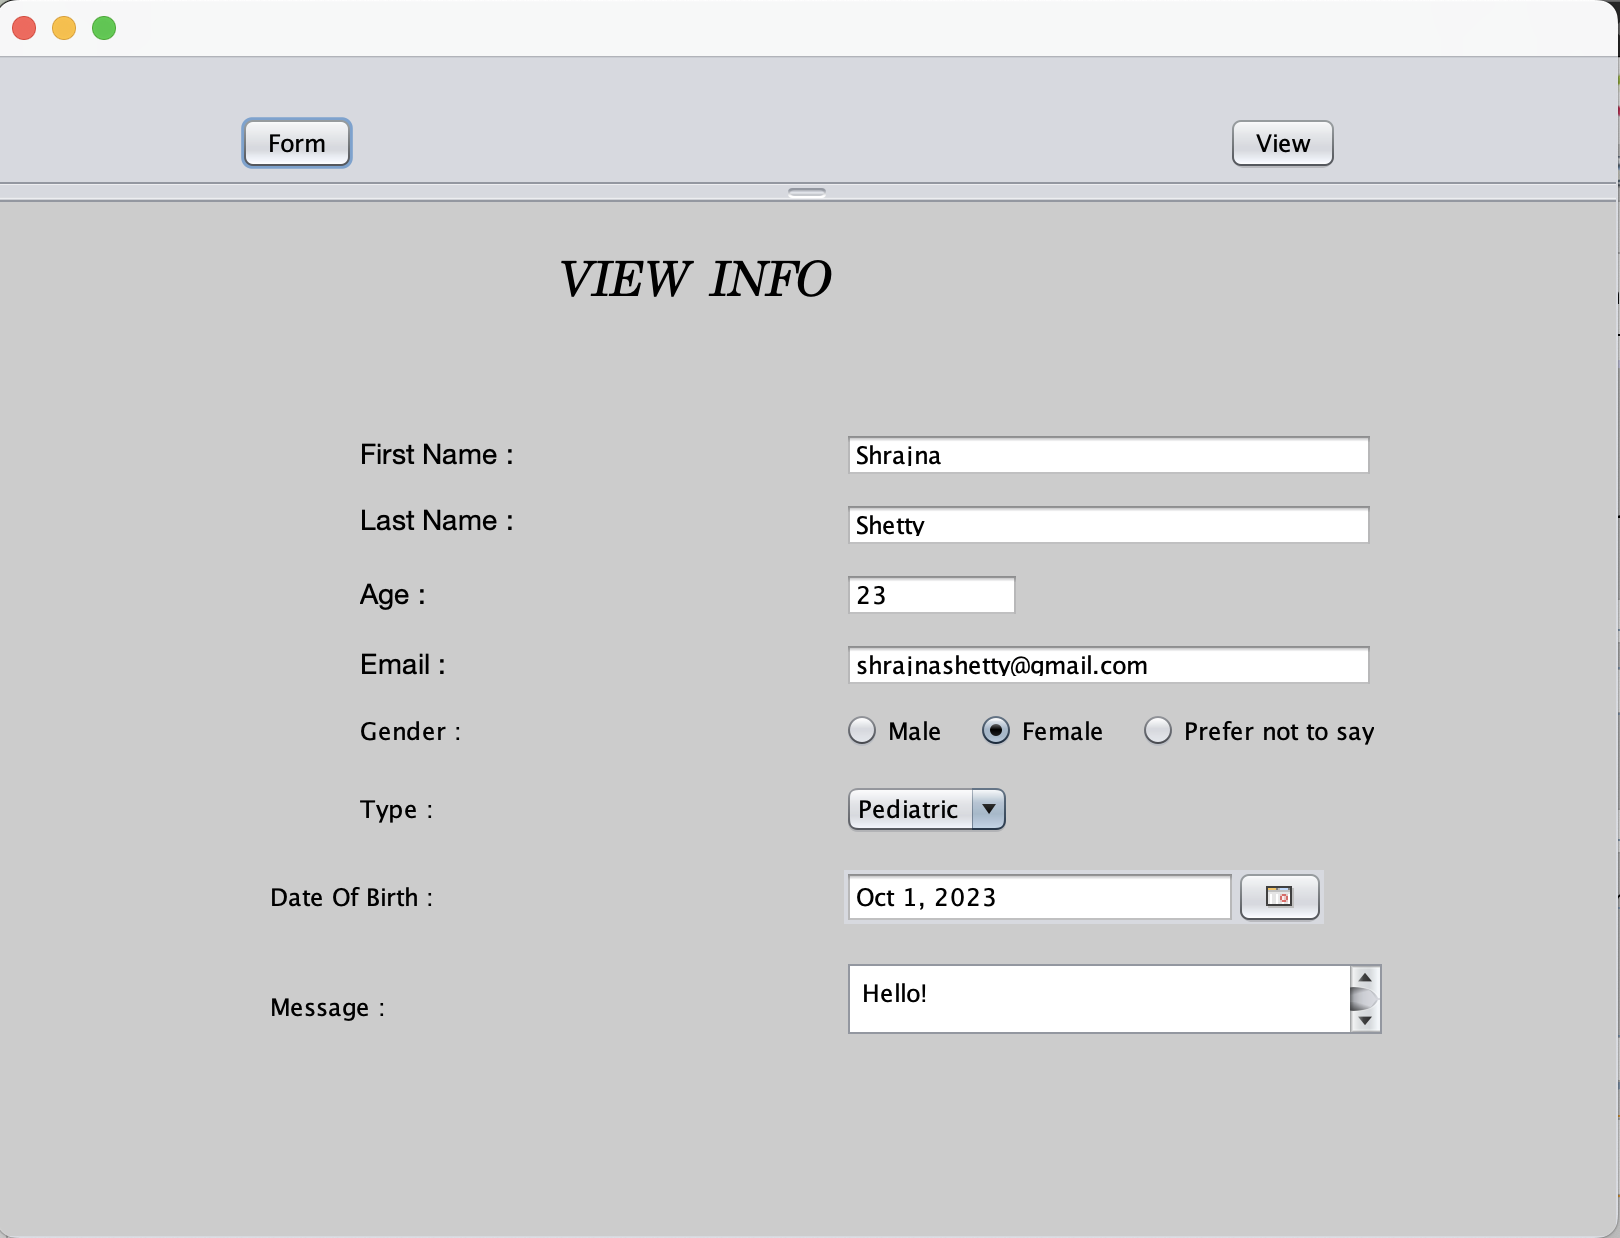 Form View
VIEW INFO
First Name : Shrajna
Last Name : Shetty
Age : 23
Email : shrajnashetty@gmail.com
Gender : Male Female Prefer not to say
Type : Pediatric
Date Of Birth : Oct 1, 2023
Message : Hello!